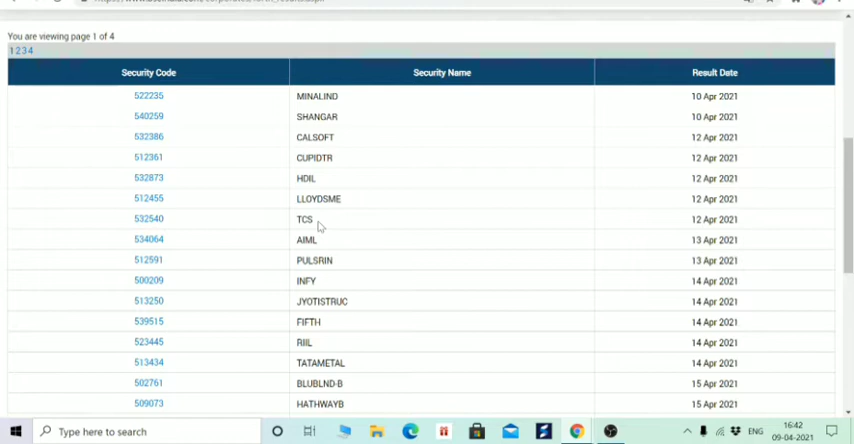 You are viewing page 1 of 4
1 2 3 4
Security Code Security Name Result Date
522235 MINALIND 10 Apr 2021
540259 SHANGAR 10 Apr 2021
532386 CALSOFT 12 Apr 2021
512361 CUPIDTR 12 Apr 2021
532873 HDIL 12 Apr 2021
512455 LLOYDSME 12 Apr 2021
532540 TCS 12 Apr 2021
534064 AIML 13 Apr 2021
512591 PULSRIN 13 Apr 2021
500209 INFY 14 Apr 2021
513250 JYOTISTRUC 14 Apr 2021
539515 FIFTH 14 Apr 2021
523445 RIIL 14 Apr 2021
513434 TATAMETAL 14 Apr 2021
502761 BLUBLND-B 15 Apr 2021
509073 HATHWAYB 15 Apr 2021
Type here to search ENG 16:42
09-04-2021